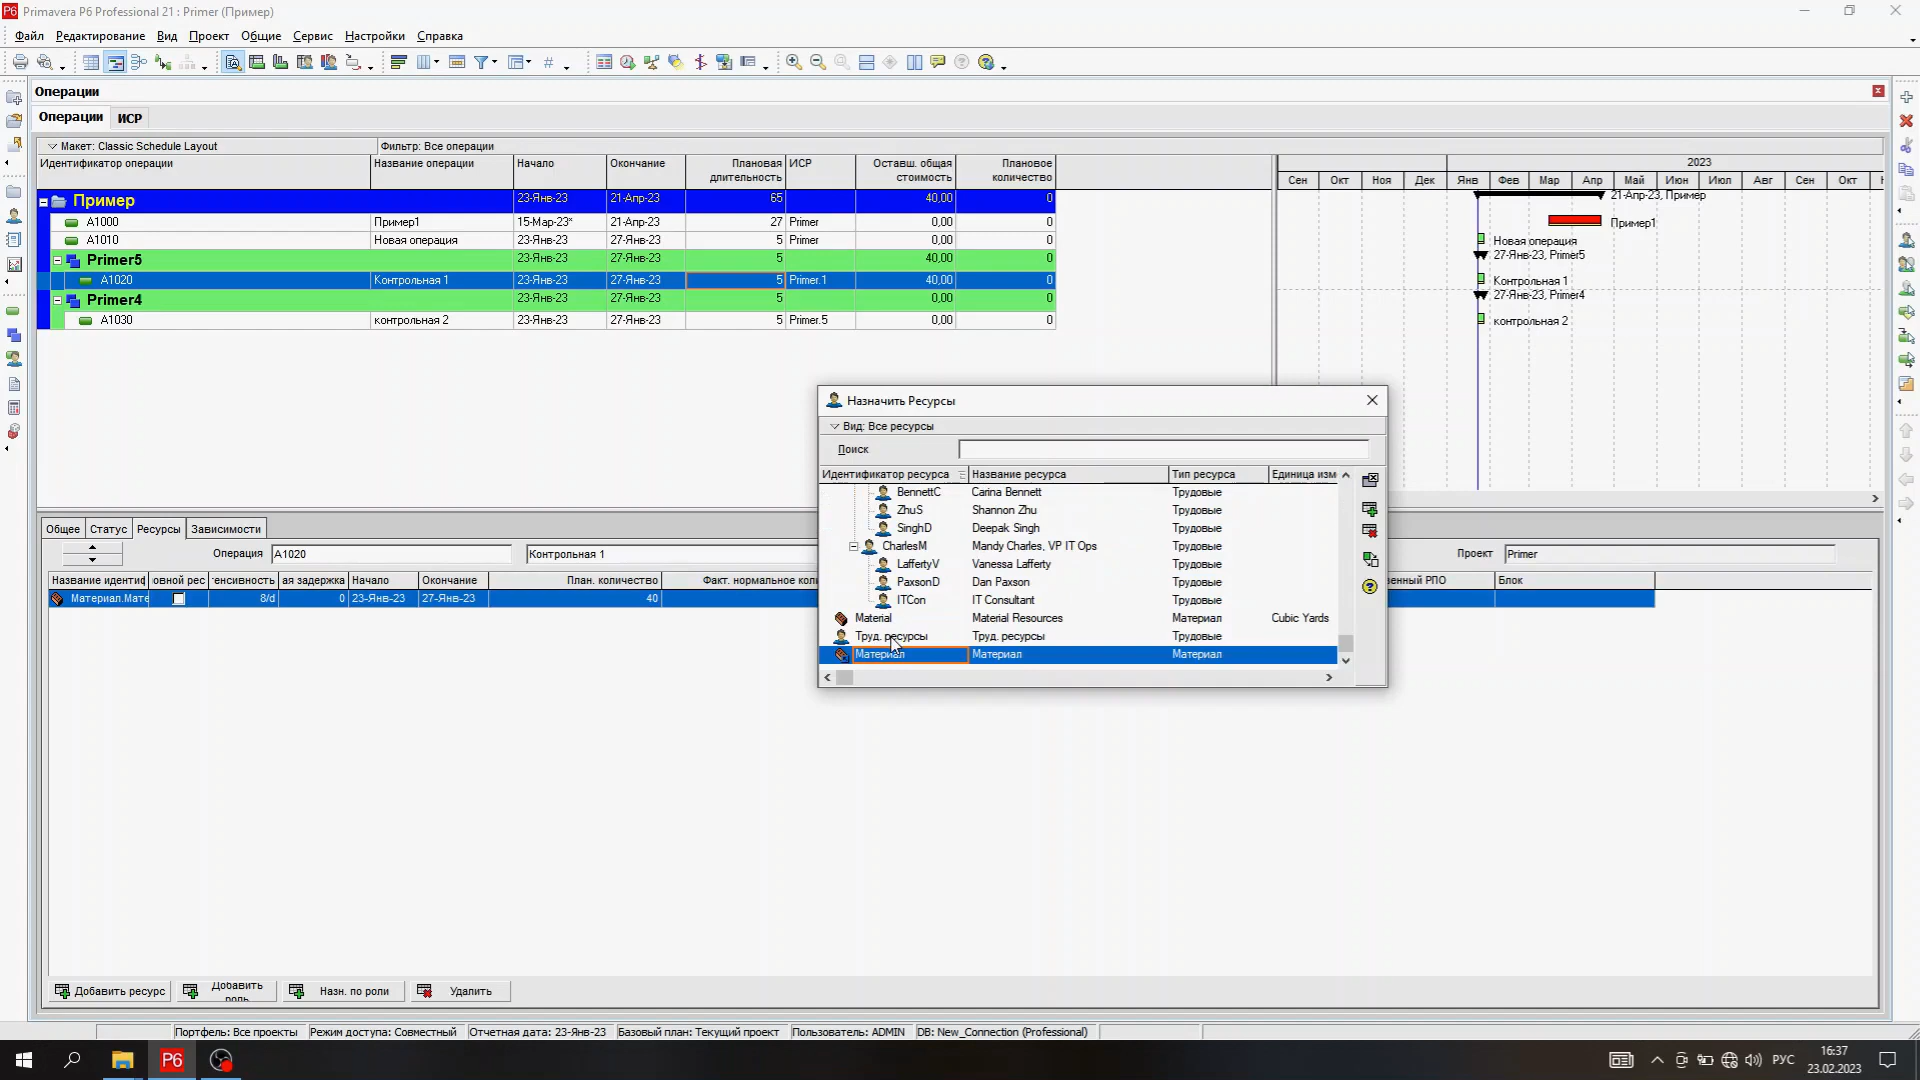 Primavera P6 Professional 21 : Primer (Пример)
Файл Редактирование Вид Проект Общие Сервис Настройки Справка
Операции
Операции ИСР
Макет: Classic Schedule Layout Фильтр: Все операции
Идентификатор операции Название операции Начало Окончание Плановая длительность ИСР Оставш. общая стоимость Плановое количество
2023
Сен Окт Ноя Дек Янв Фев Мар Апр Май Июн Июл Авг Сен Окт
Пример 23-Янв-23 21-Апр-23 65 40,00 0
21-Апр-23, Пример
A1000 Пример1 15-Мар-23* 21-Апр-23 27 Primer 0,00 0
Пример1
A1010 Новая операция 23-Янв-23 27-Янв-23 5 Primer 0,00 0
Новая операция
Primer5 23-Янв-23 27-Янв-23 5 40,00 0
27-Янв-23, Primer5
A1020 Контрольная 1 23-Янв-23 27-Янв-23 5 Primer.1 40,00 0
Контрольная 1
Primer4 23-Янв-23 27-Янв-23 5 0,00 0
27-Янв-23, Primer4
A1030 контрольная 2 23-Янв-23 27-Янв-23 5 Primer.5 0,00 0
контрольная 2
Назначить Ресурсы
Вид: Все ресурсы
Поиск
Идентификатор ресурса Название ресурса Тип ресурса Единица изм
BennettC Carina Bennett Трудовые
ZhuS Shannon Zhu Трудовые
SinghD Deepak Singh Трудовые
CharlesM Mandy Charles, VP IT Ops Трудовые
LaffertyV Vanessa Lafferty Трудовые
PaxsonD Dan Paxson Трудовые
ITCon IT Consultant Трудовые
Material Material Resources Материал Cubic Yards
Труд. ресурсы Труд. ресурсы Трудовые
Материал Материал Материал
Общее Статус Ресурсы Зависимости
Операция A1020 Контрольная 1 Проект Primer
Название идентиф овной рес тенсивность ая задержка Начало Окончание План. количество Факт. нормальное коли венный РПО Блок
Материал.Мате 8/d 0 23-Янв-23 27-Янв-23 40
Добавить ресурс Добавить роль Назн. по роли Удалить
Портфель: Все проекты Режим доступа: Совместный Отчетная дата: 23-Янв-23 Базовый план: Текущий проект Пользователь: ADMIN DB: New_Connection (Professional)
P6 РУС 16:37
23.02.2023